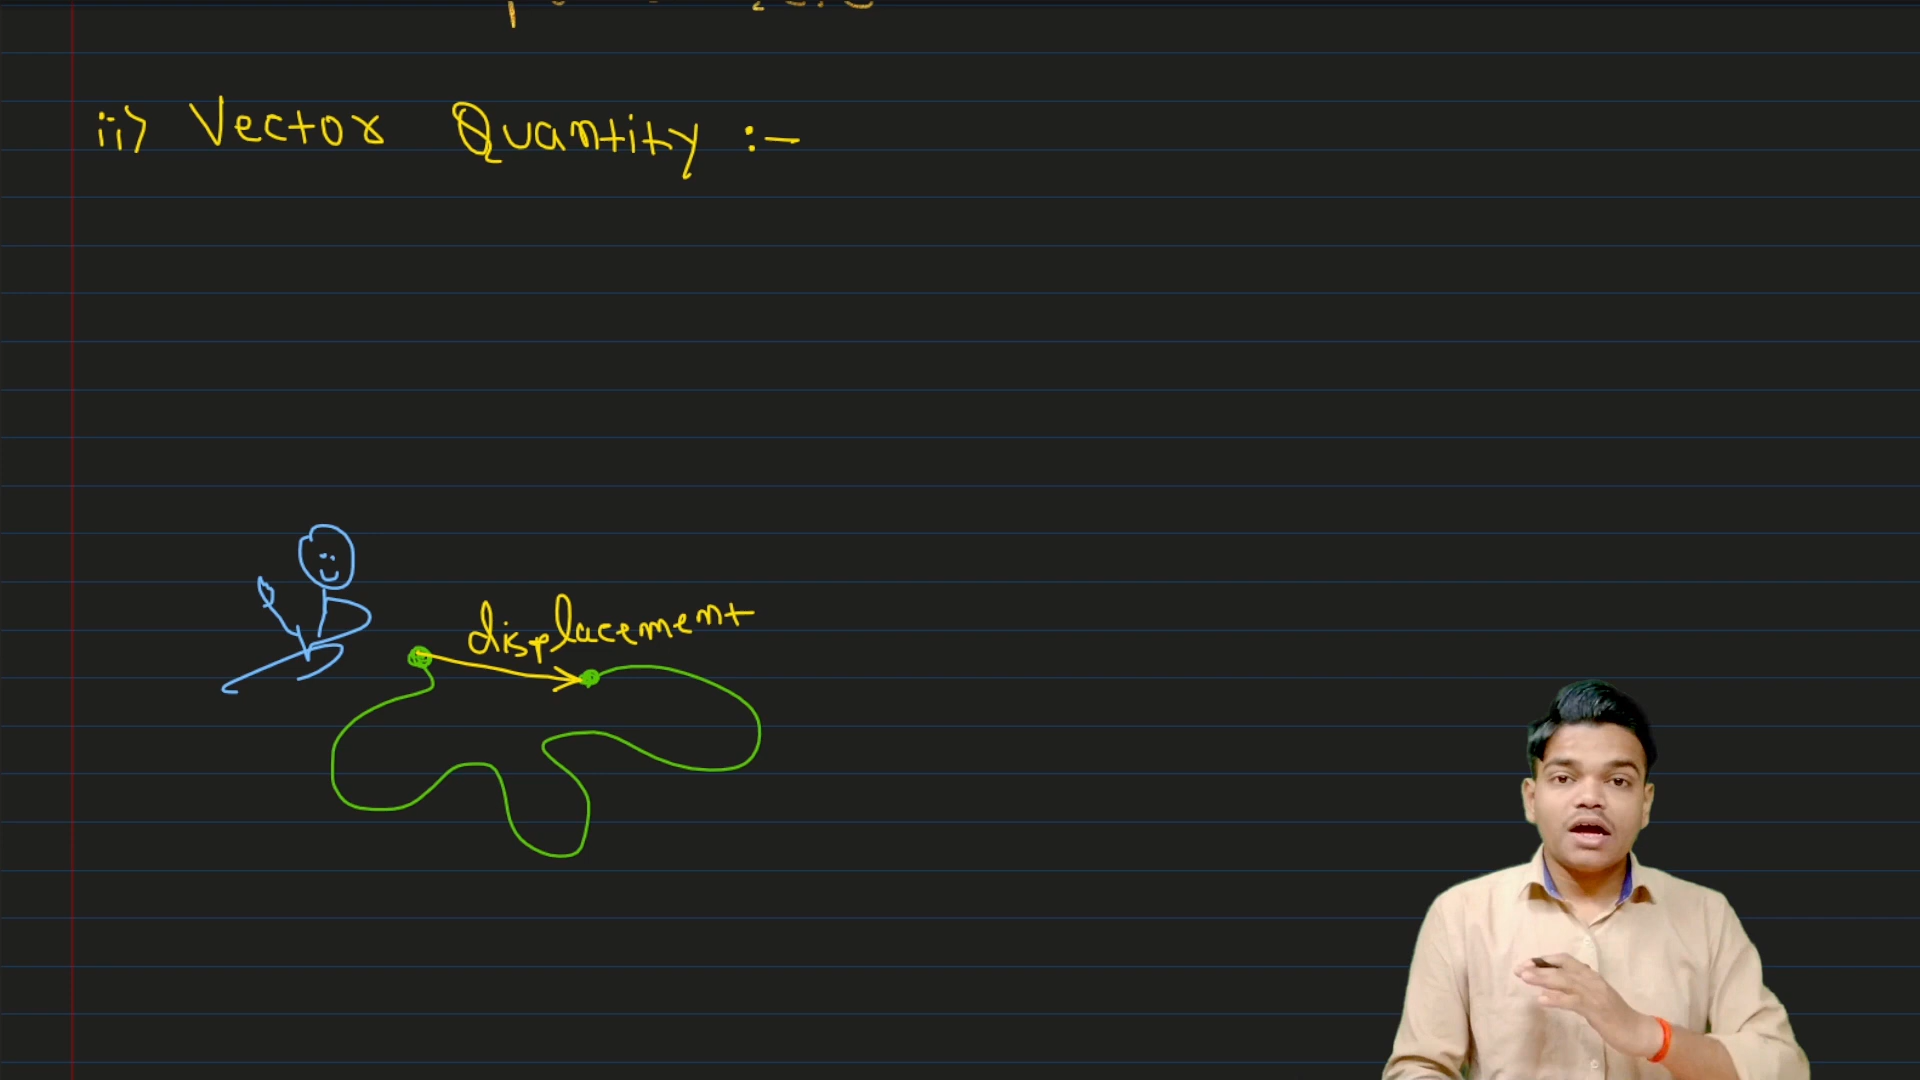 ii) Vector Quantity :-
displacement